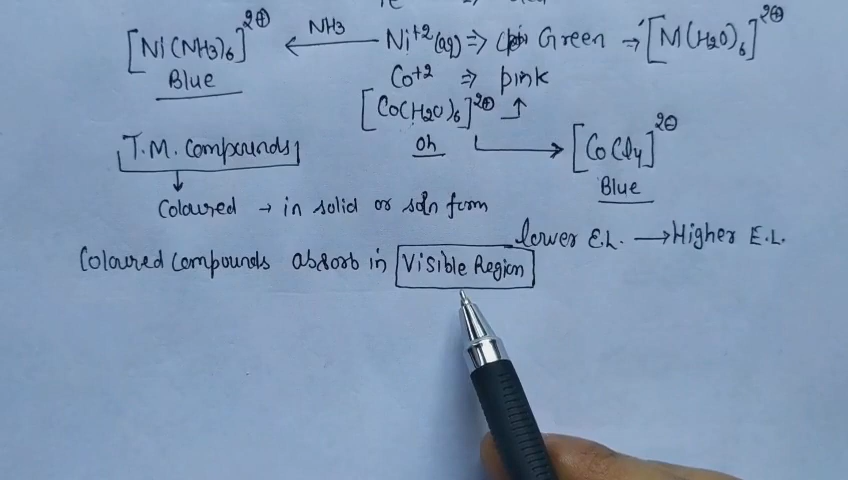 [Ni(NH3)6]2⊕ ← NH3 Ni+2(aq) ⇒ Green → [M(H2O)6]2⊕
Blue Co+2 ⇒ pink
[Co(H2O)6]2⊕
Oh → [CoCl4]2⊕
Blue
T.M. Compounds
Coloured → in solid or soln form
lower E.L. → Higher E.L.
Coloured Compounds absorb in Visible Region